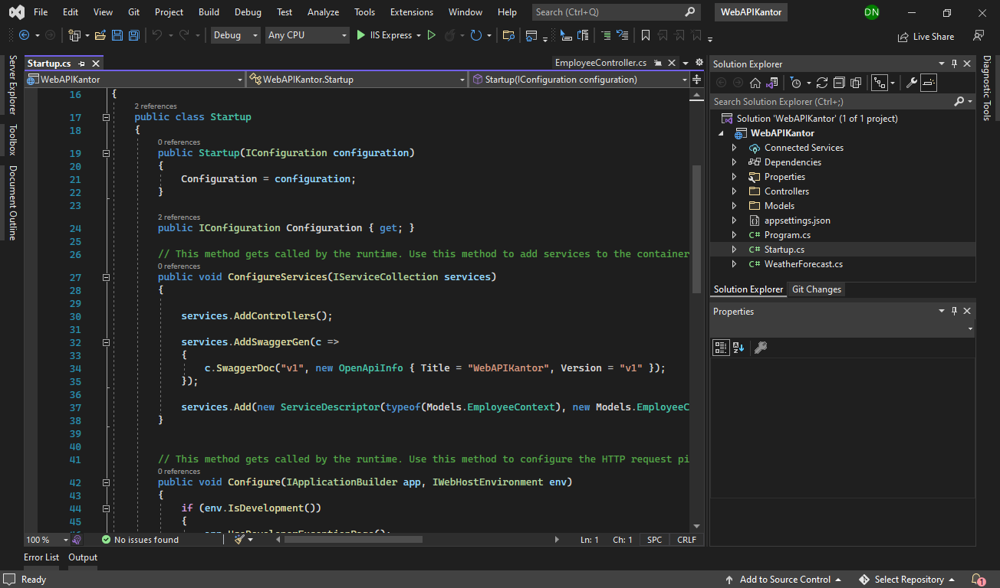 File Edit View Git Project Build Debug Test Analyze Tools Extensions Window Help Search (Ctrl+Q) WebAPIKantor DN
Debug Any CPU IIS Express Live Share
Server Explorer
Toolbox
Document Outline
Startup.cs EmployeeController.cs
WebAPIKantor WebAPIKantor.Startup Startup(IConfiguration configuration)
16 {
2 references
17 public class Startup
18 {
0 references
19 public Startup(IConfiguration configuration)
20 {
21 Configuration = configuration;
22 }
23
2 references
24 public IConfiguration Configuration { get; }
25
26 // This method gets called by the runtime. Use this method to add services to the container
0 references
27 public void ConfigureServices(IServiceCollection services)
28 {
29
30 services.AddControllers();
31
32 services.AddSwaggerGen(c =>
33 {
34 c.SwaggerDoc("v1", new OpenApiInfo { Title = "WebAPIKantor", Version = "v1" });
35 });
36
37 services.Add(new ServiceDescriptor(typeof(Models.EmployeeContext), new Models.EmployeeC
38 }
39
40
41 // This method gets called by the runtime. Use this method to configure the HTTP request pi
0 references
42 public void Configure(IApplicationBuilder app, IWebHostEnvironment env)
43 {
44 if (env.IsDevelopment())
45 {
100 % No issues found Ln: 1 Ch: 1 SPC CRLF
Solution Explorer
Search Solution Explorer (Ctrl+;)
Solution 'WebAPIKantor' (1 of 1 project)
WebAPIKantor
Connected Services
Dependencies
Properties
Controllers
Models
appsettings.json
C# Program.cs
C# Startup.cs
C# WeatherForecast.cs
Solution Explorer Git Changes
Properties
Diagnostic Tools
Error List Output
Ready Add to Source Control Select Repository 1